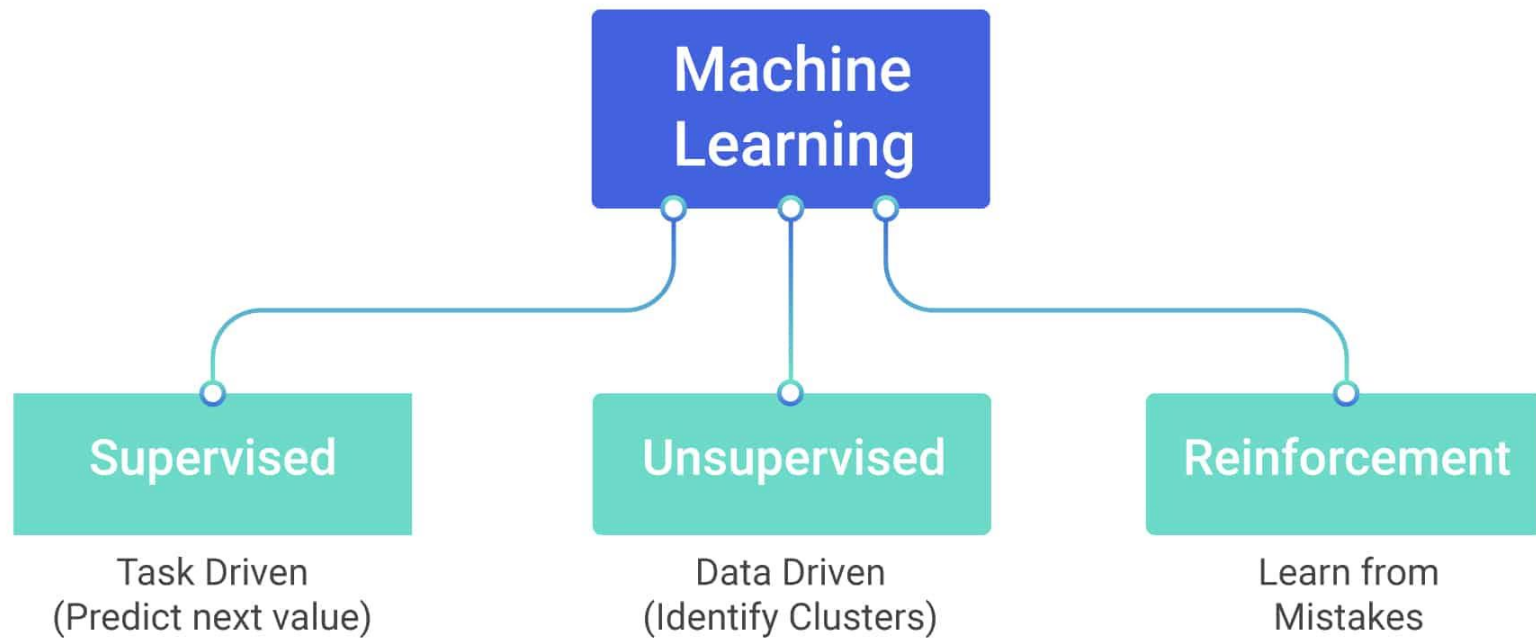 Machine
Learning
Supervised
Unsupervised
Reinforcement
Task Driven
(Predict next value)
Data Driven
(Identify Clusters)
Learn from
Mistakes